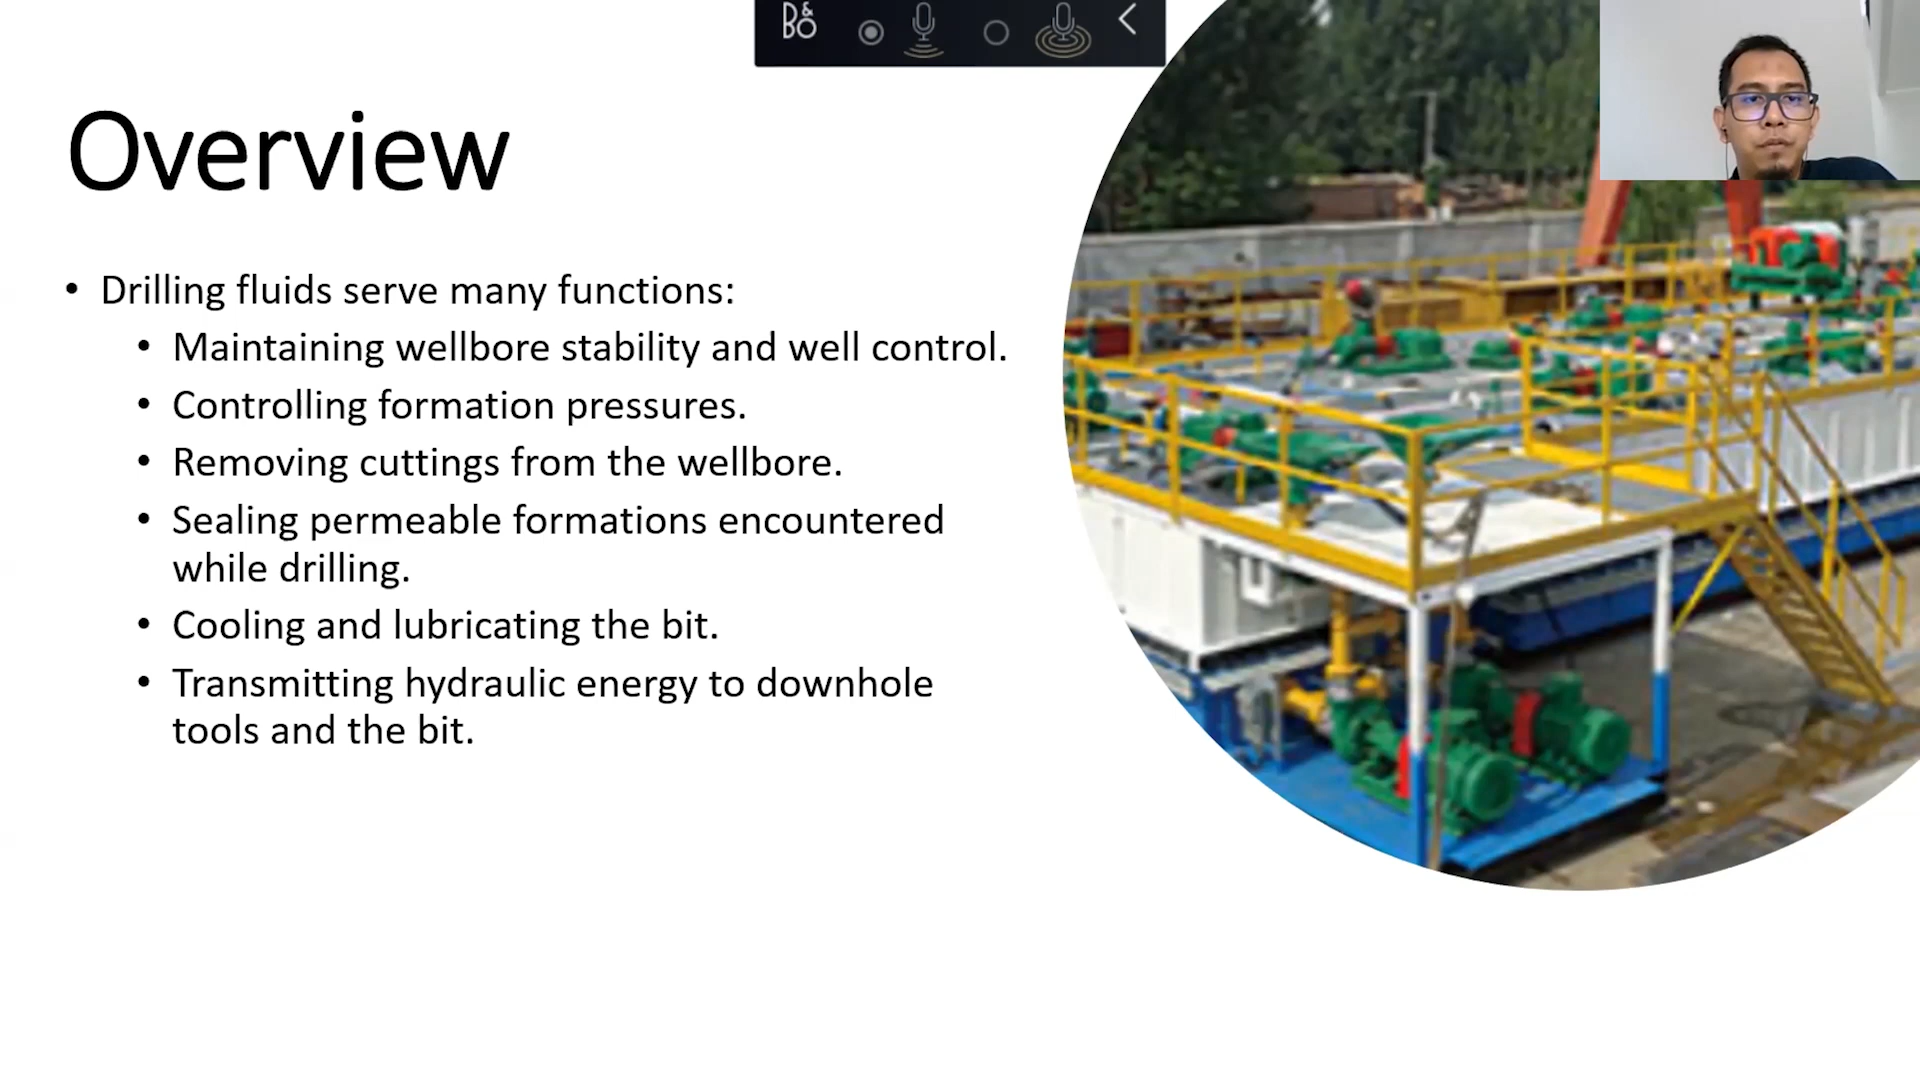 B&O
Overview
• Drilling fluids serve many functions:
• Maintaining wellbore stability and well control.
• Controlling formation pressures.
• Removing cuttings from the wellbore.
• Sealing permeable formations encountered
while drilling.
• Cooling and lubricating the bit.
• Transmitting hydraulic energy to downhole
tools and the bit.